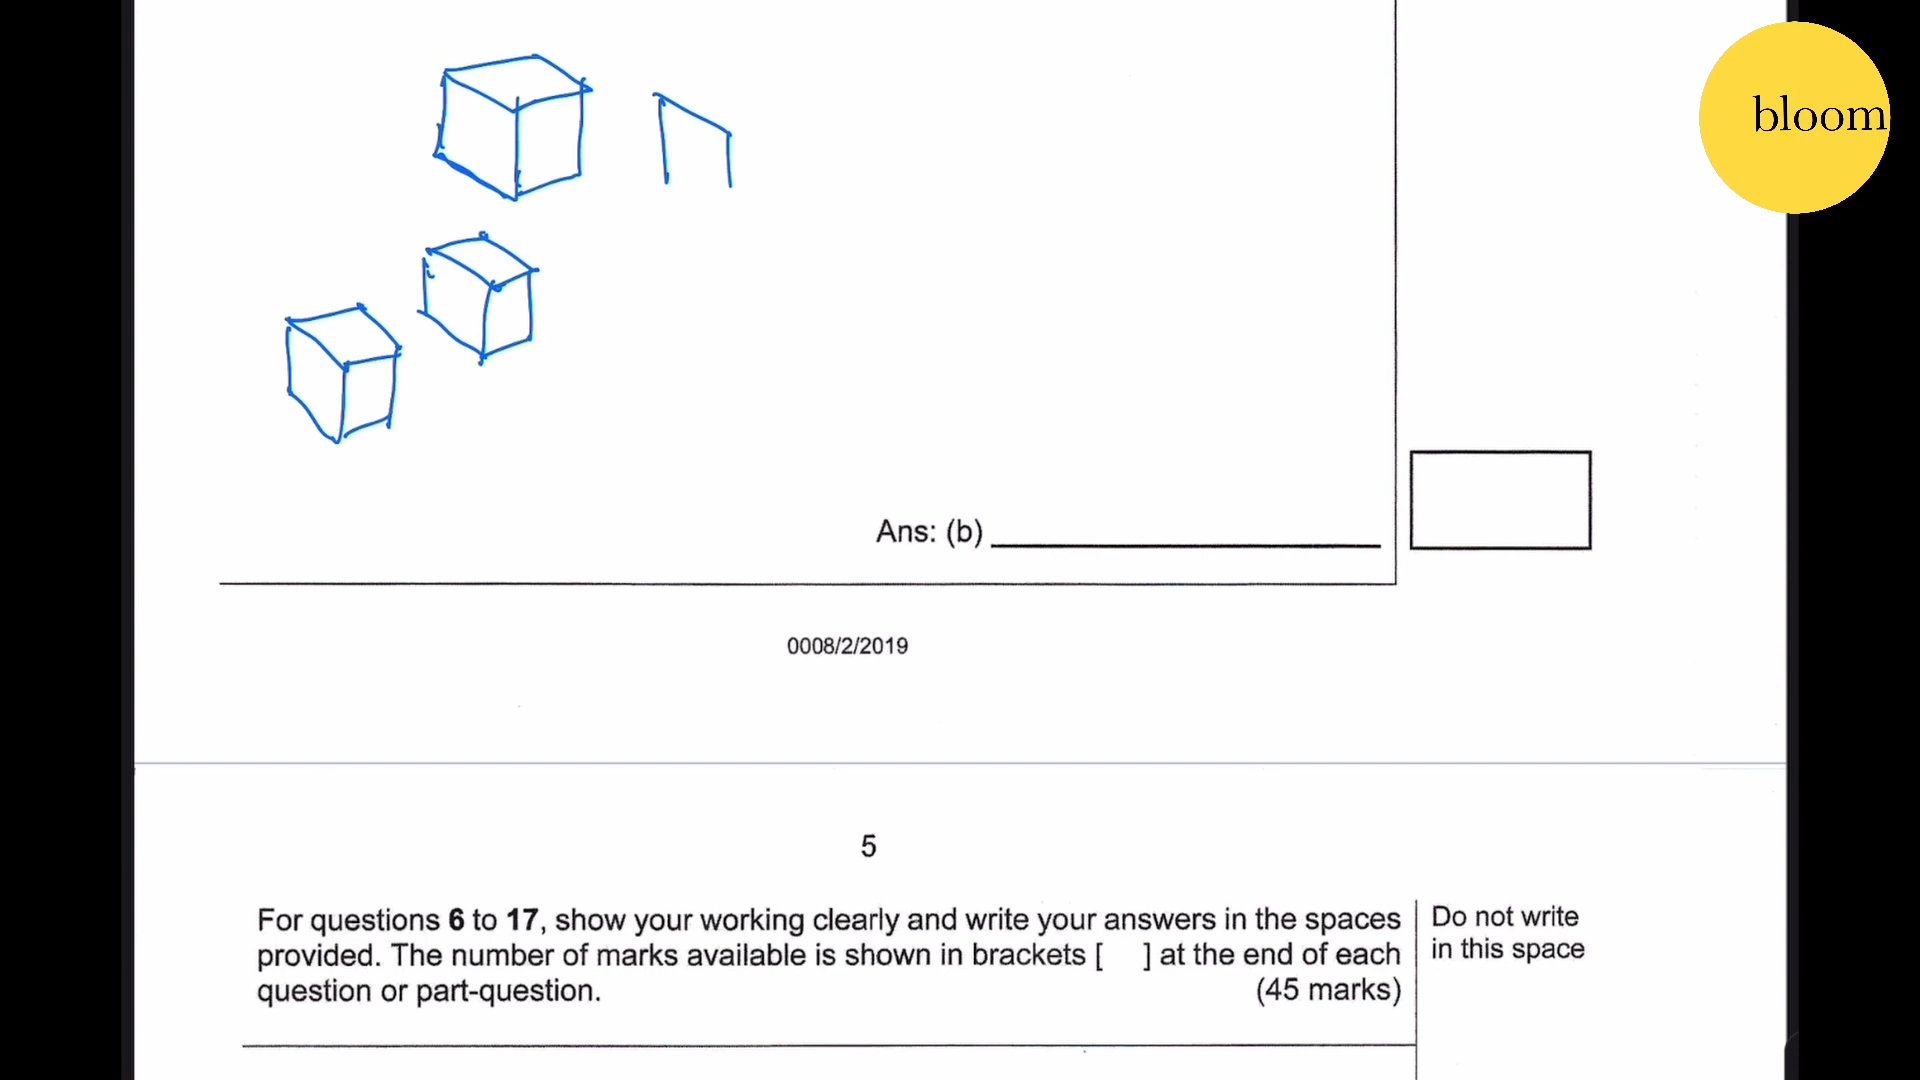 bloom
Ans: (b)
0008/2/2019
5
For questions 6 to 17, show your working clearly and write your answers in the spaces
provided. The number of marks available is shown in brackets [    ] at the end of each
question or part-question.
(45 marks)
Do not write
in this space